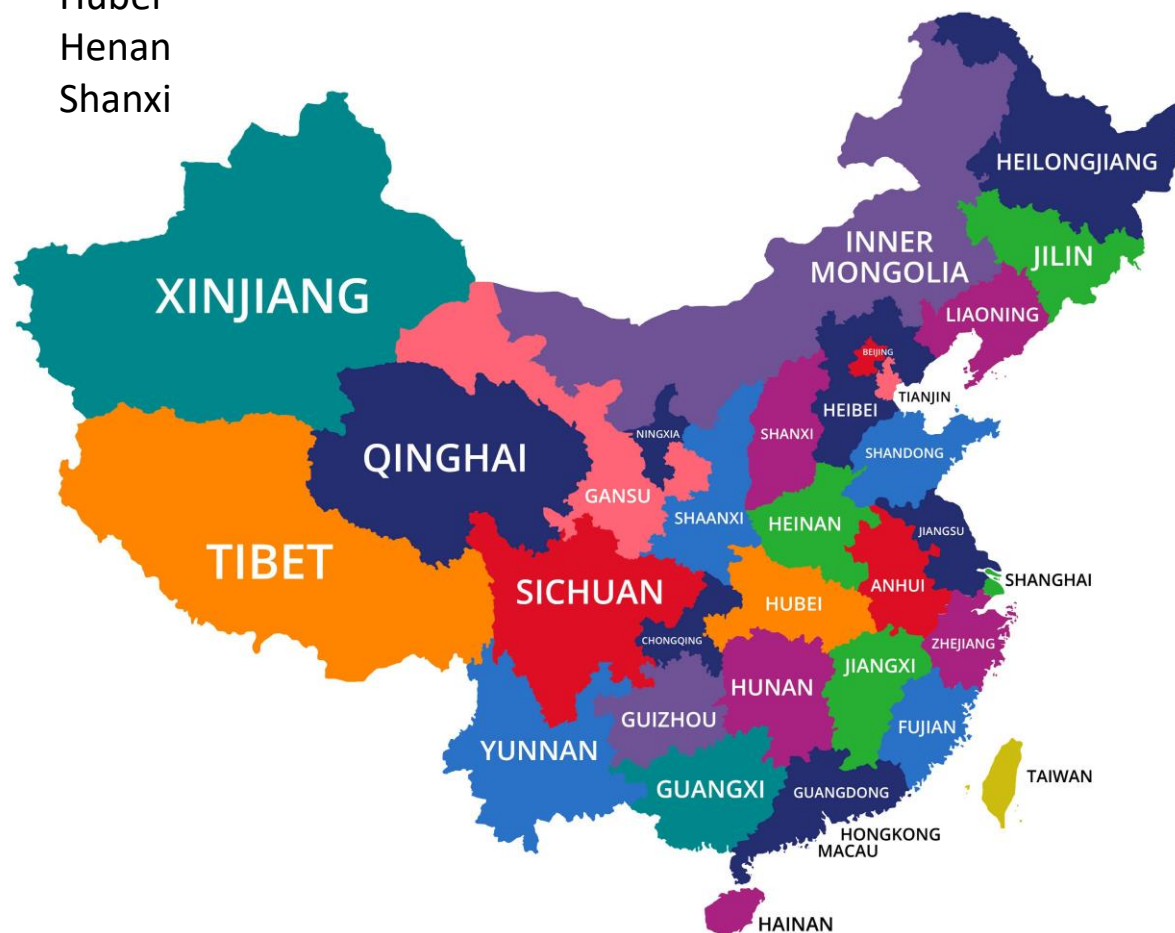 Hubei
Henan
Shanxi
HEILONGJIANG
INNER
MONGOLIA
JILIN
XINJIANG
LIAONING
BEIJING
TIANJIN
HEIBEI
NINGXIA
SHANXI
QINGHAI
SHANDONG
GANSU
SHAANXI
HEINAN
JIANGSU
TIBET
SHANGHAI
SICHUAN
ANHUI
HUBEI
CHONGQING
ZHEJIANG
JIANGXI
HUNAN
GUIZHOU
FUJIAN
YUNNAN
TAIWAN
GUANGXI
GUANGDONG
HONGKONG
MACAU
HAINAN